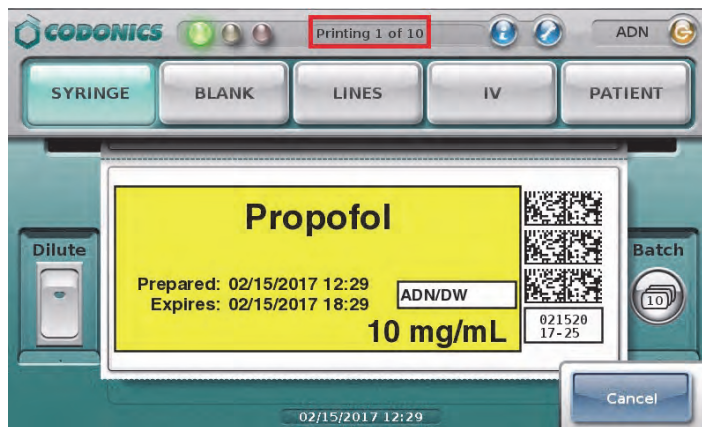 CODONICS
Printing 1 of 10
ADN
SYRINGE
BLANK
LINES
IV
PATIENT
Dilute
Propofol
Prepared: 02/15/2017 12:29
Expires: 02/15/2017 18:29
ADN/DW
10 mg/mL
021520
17-25
Batch
10
Cancel
02/15/2017 12:29